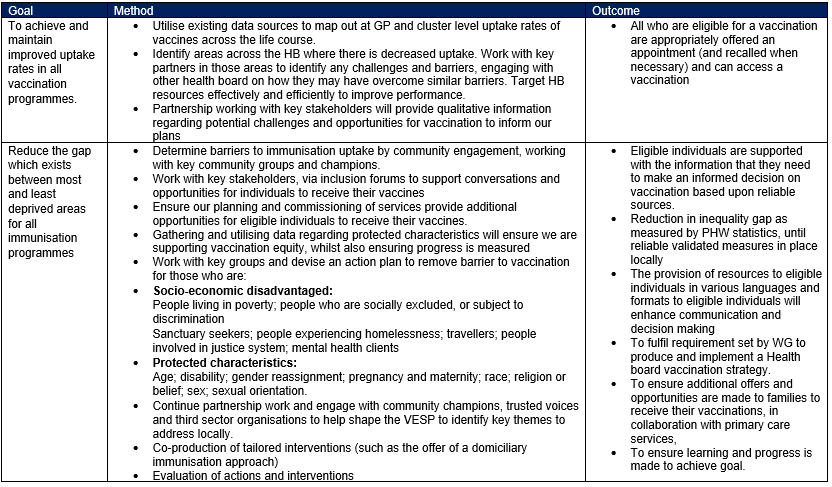 Goal
Method
Outcome
To achieve and
maintain
improved uptake
rates in all
vaccination
programmes.
• Utilise existing data sources to map out at GP and cluster level uptake rates of
vaccines across the life course.
• Identify areas across the HB where there is decreased uptake. Work with key
partners in those areas to identify any challenges and barriers, engaging with
other health board on how they may have overcome similar barriers. Target HB
resources effectively and efficiently to improve performance.
• Partnership working with key stakeholders will provide qualitative information
regarding potential challenges and opportunities for vaccination to inform our
plans
• All who are eligible for a vaccination
are appropriately offered an
appointment (and recalled when
necessary) and can access a
vaccination
Reduce the gap
which exists
between most
and least
deprived areas
for all
immunisation
programmes
• Determine barriers to immunisation uptake by community engagement, working
with key community groups and champions.
• Work with key stakeholders, via inclusion forums to support conversations and
opportunities for individuals to receive their vaccines
• Ensure our planning and commissioning of services provide additional
opportunities for eligible individuals to receive their vaccines.
• Gathering and utilising data regarding protected characteristics will ensure we are
supporting vaccination equity, whilst also ensuring progress is measured
• Work with key groups and devise an action plan to remove barrier to vaccination
for those who are:
• Socio-economic disadvantaged:
People living in poverty; people who are socially excluded, or subject to
discrimination
Sanctuary seekers; people experiencing homelessness; travellers; people
involved in justice system; mental health clients
• Protected characteristics:
Age; disability; gender reassignment; pregnancy and maternity; race; religion or
belief; sex; sexual orientation.
• Continue partnership work and engage with community champions, trusted voices
and third sector organisations to help shape the VESP to identify key themes to
address locally.
• Co-production of tailored interventions (such as the offer of a domiciliary
immunisation approach)
• Evaluation of actions and interventions
• Eligible individuals are supported
with the information that they need
to make an informed decision on
vaccination based upon reliable
sources.
• Reduction in inequality gap as
measured by PHW statistics, until
reliable validated measures in place
locally
• The provision of resources to eligible
individuals in various languages and
formats to eligible individuals will
enhance communication and
decision making
• To fulfil requirement set by WG to
produce and implement a Health
board vaccination strategy.
• To ensure additional offers and
opportunities are made to families to
receive their vaccinations, in
collaboration with primary care
services,
• To ensure learning and progress is
made to achieve goal.